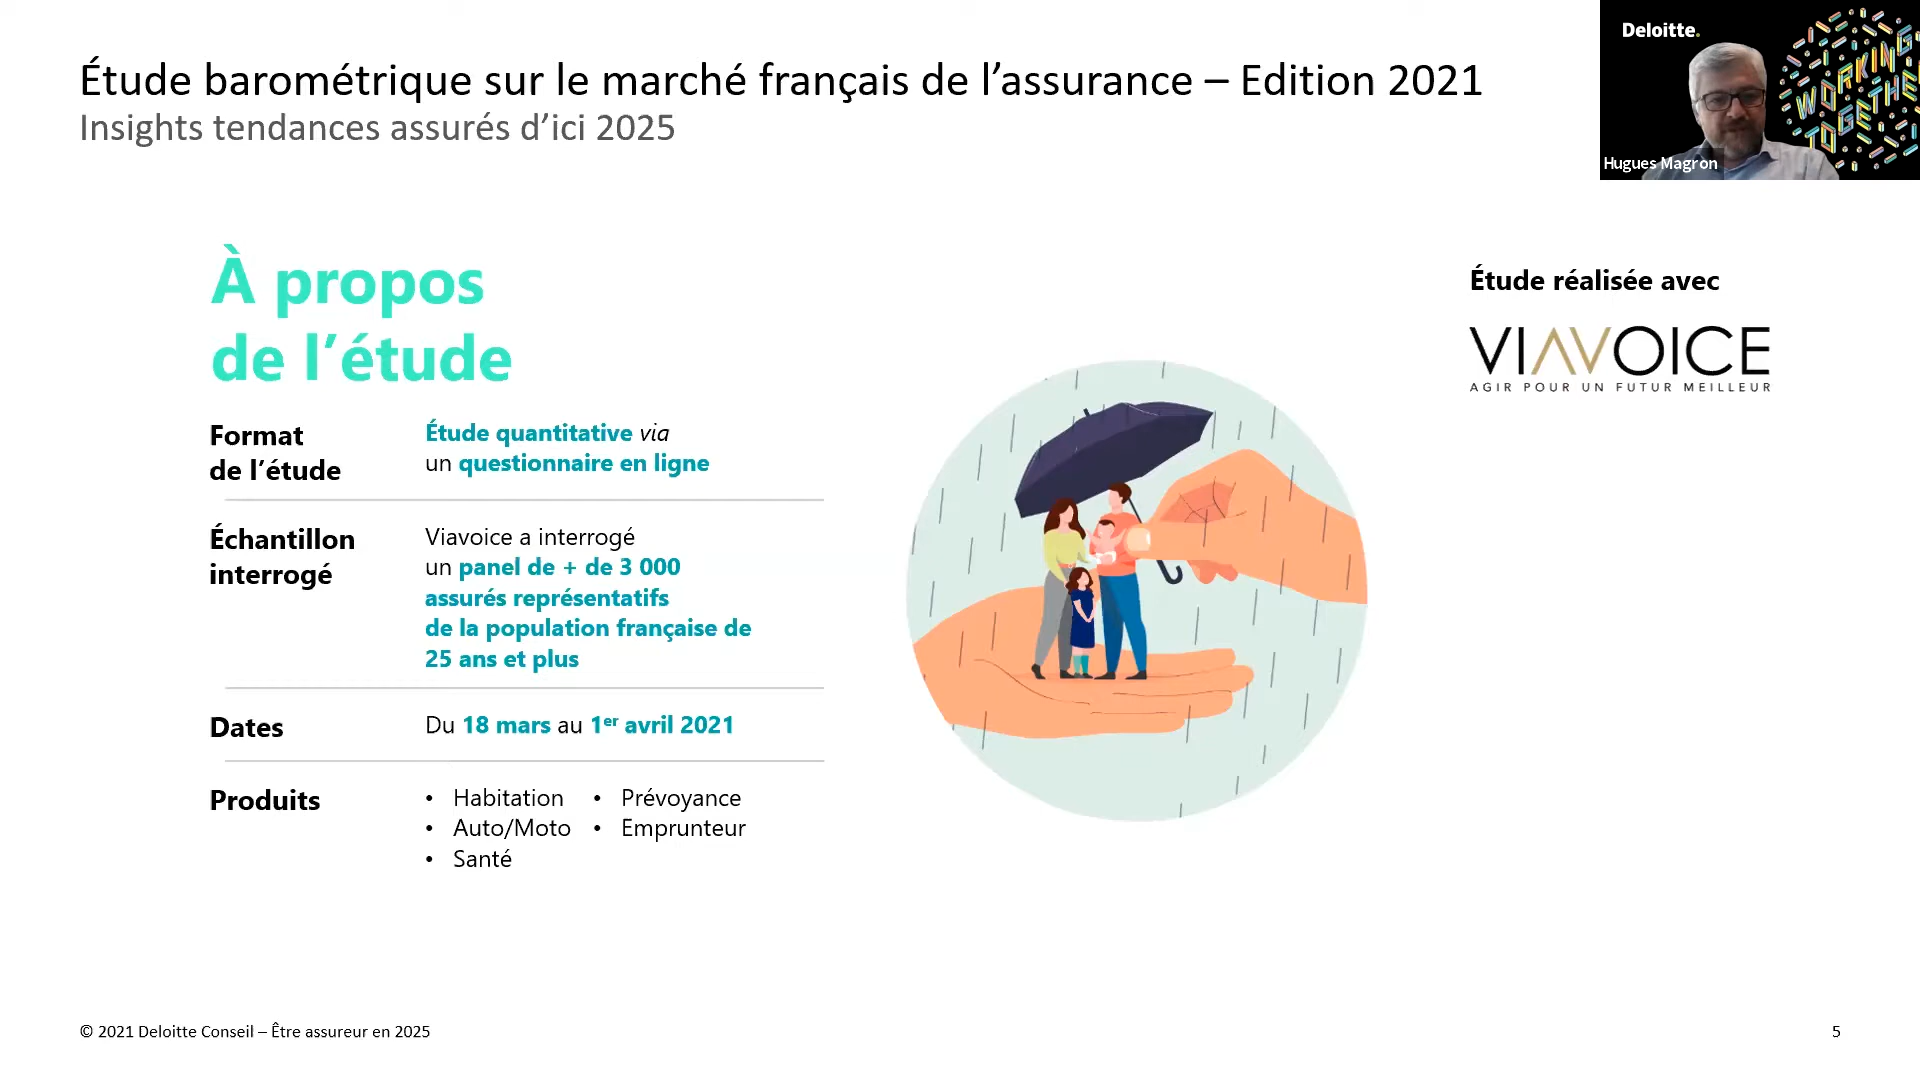 Étude barométrique sur le marché français de l’assurance – Edition 2021
Insights tendances assurés d’ici 2025
Deloitte.
WORKING
TOGETHER
Hugues Magron
À propos
de l’étude
Format
de l’étude
Étude quantitative via
un questionnaire en ligne
Échantillon
interrogé
Viavoice a interrogé
un panel de + de 3 000
assurés représentatifs
de la population française de
25 ans et plus
Dates
Du 18 mars au 1er avril 2021
Produits
• Habitation
• Auto/Moto
• Santé
• Prévoyance
• Emprunteur
Étude réalisée avec
VIAVOICE
AGIR POUR UN FUTUR MEILLEUR
© 2021 Deloitte Conseil – Être assureur en 2025
5